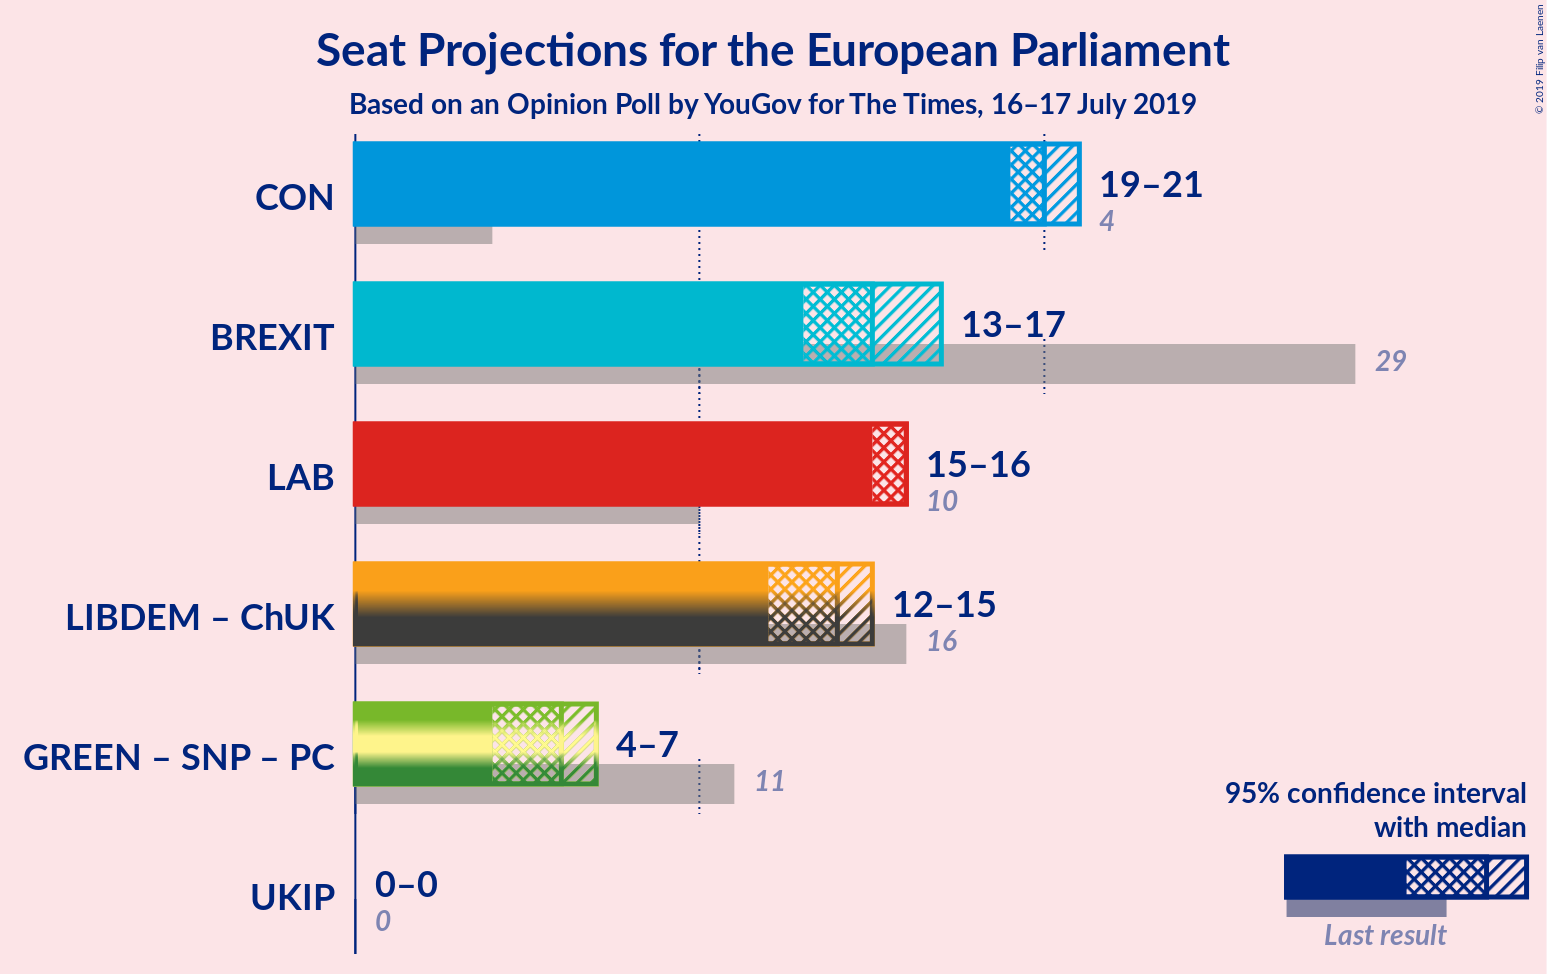 Seat Projections for the European Parliament
Based on an Opinion Poll by YouGov for The Times, 16–17 July 2019
© 2019 Filip van Laenen
CON
19–21
4
BREXIT
13–17
29
LAB
15–16
10
LIBDEM – ChUK
12–15
16
GREEN – SNP – PC
4–7
11
UKIP
0–0
0
95% confidence interval
with median
Last result